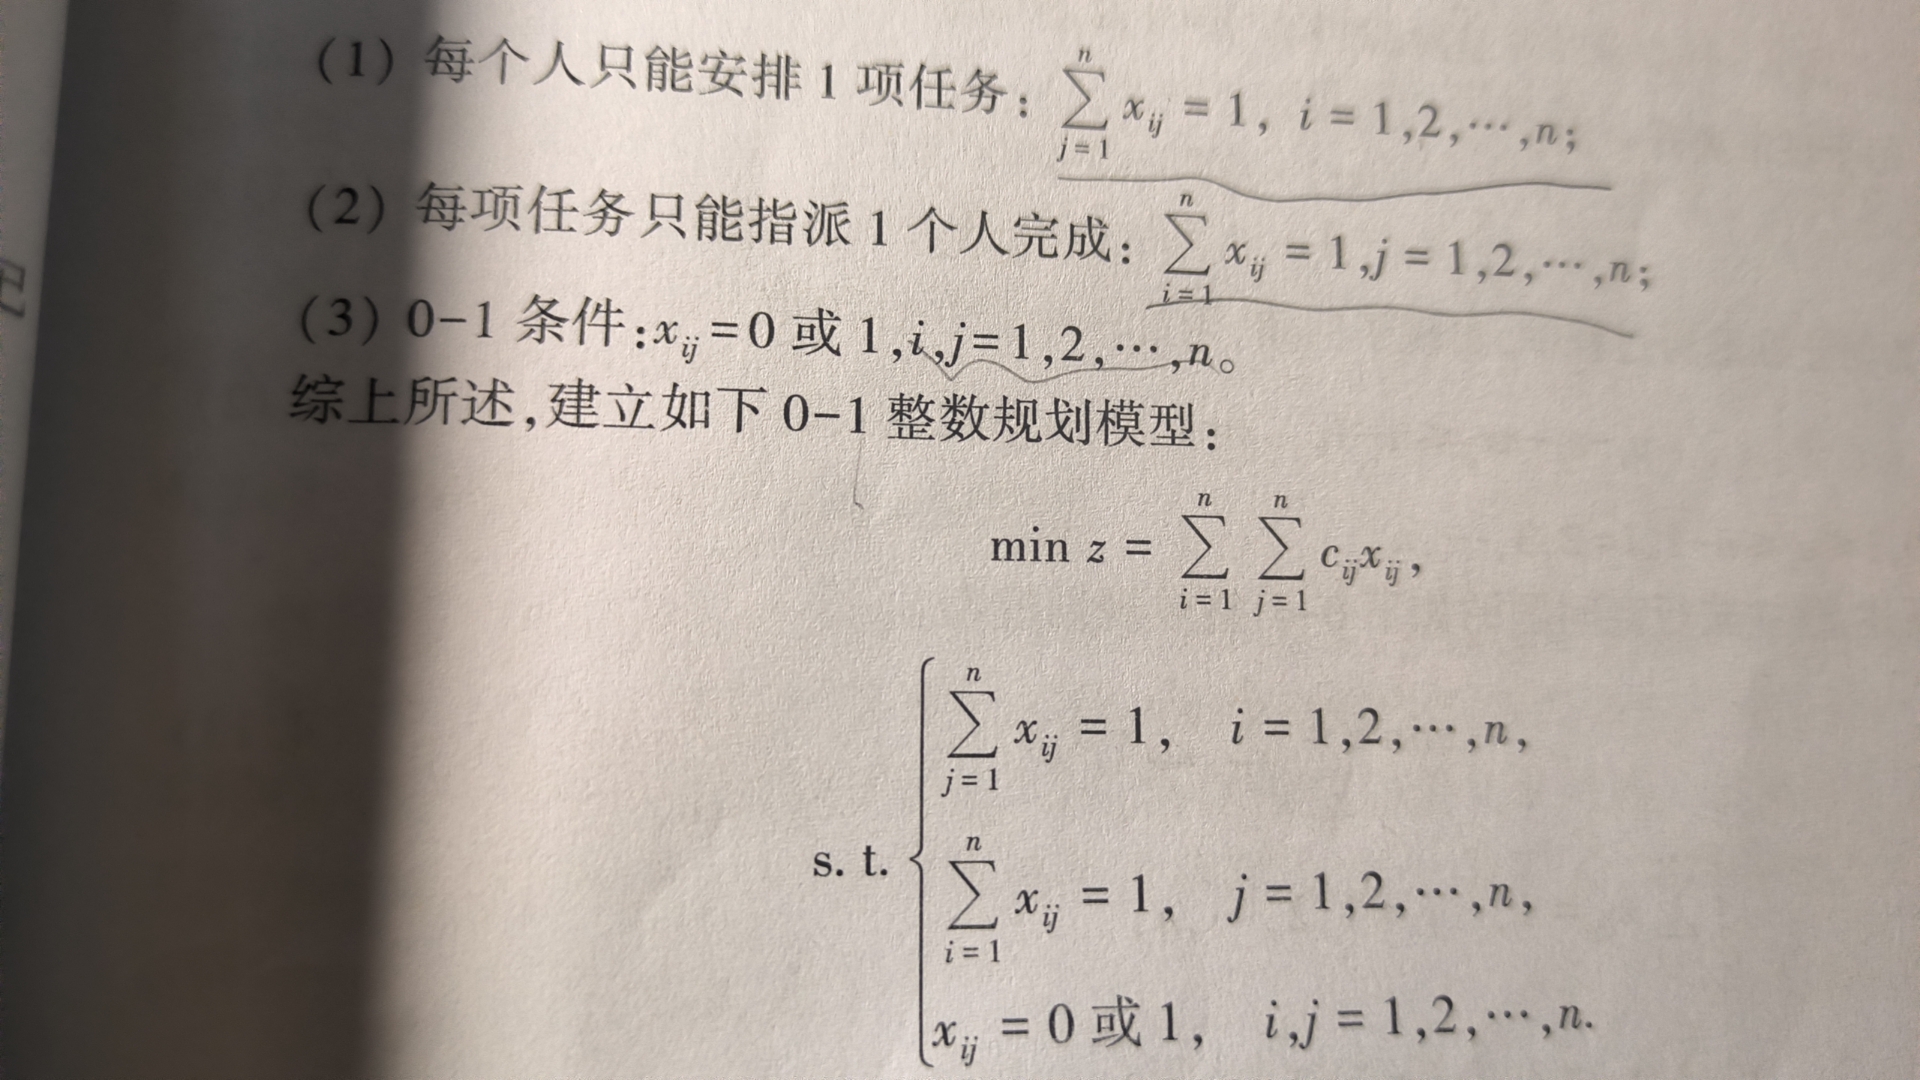 (1) 每个人只能安排 1 项任务: $\sum_{j=1}^{n} x_{ij} = 1, i = 1,2,\cdots,n;$
(2) 每项任务只能指派 1 个人完成: $\sum_{i=1}^{n} x_{ij} = 1, j = 1,2,\cdots,n;$
(3) 0-1 条件: $x_{ij} = 0$ 或 $1, i,j = 1,2,\cdots,n$。
综上所述,建立如下 0-1 整数规划模型:
$\min z = \sum_{i=1}^{n} \sum_{j=1}^{n} c_{ij} x_{ij},$
$\sum_{j=1}^{n} x_{ij} = 1, \quad i = 1,2,\cdots,n,$
s. t. $\sum_{i=1}^{n} x_{ij} = 1, \quad j = 1,2,\cdots,n,$
$x_{ij} = 0$ 或 $1, \quad i,j = 1,2,\cdots,n.$